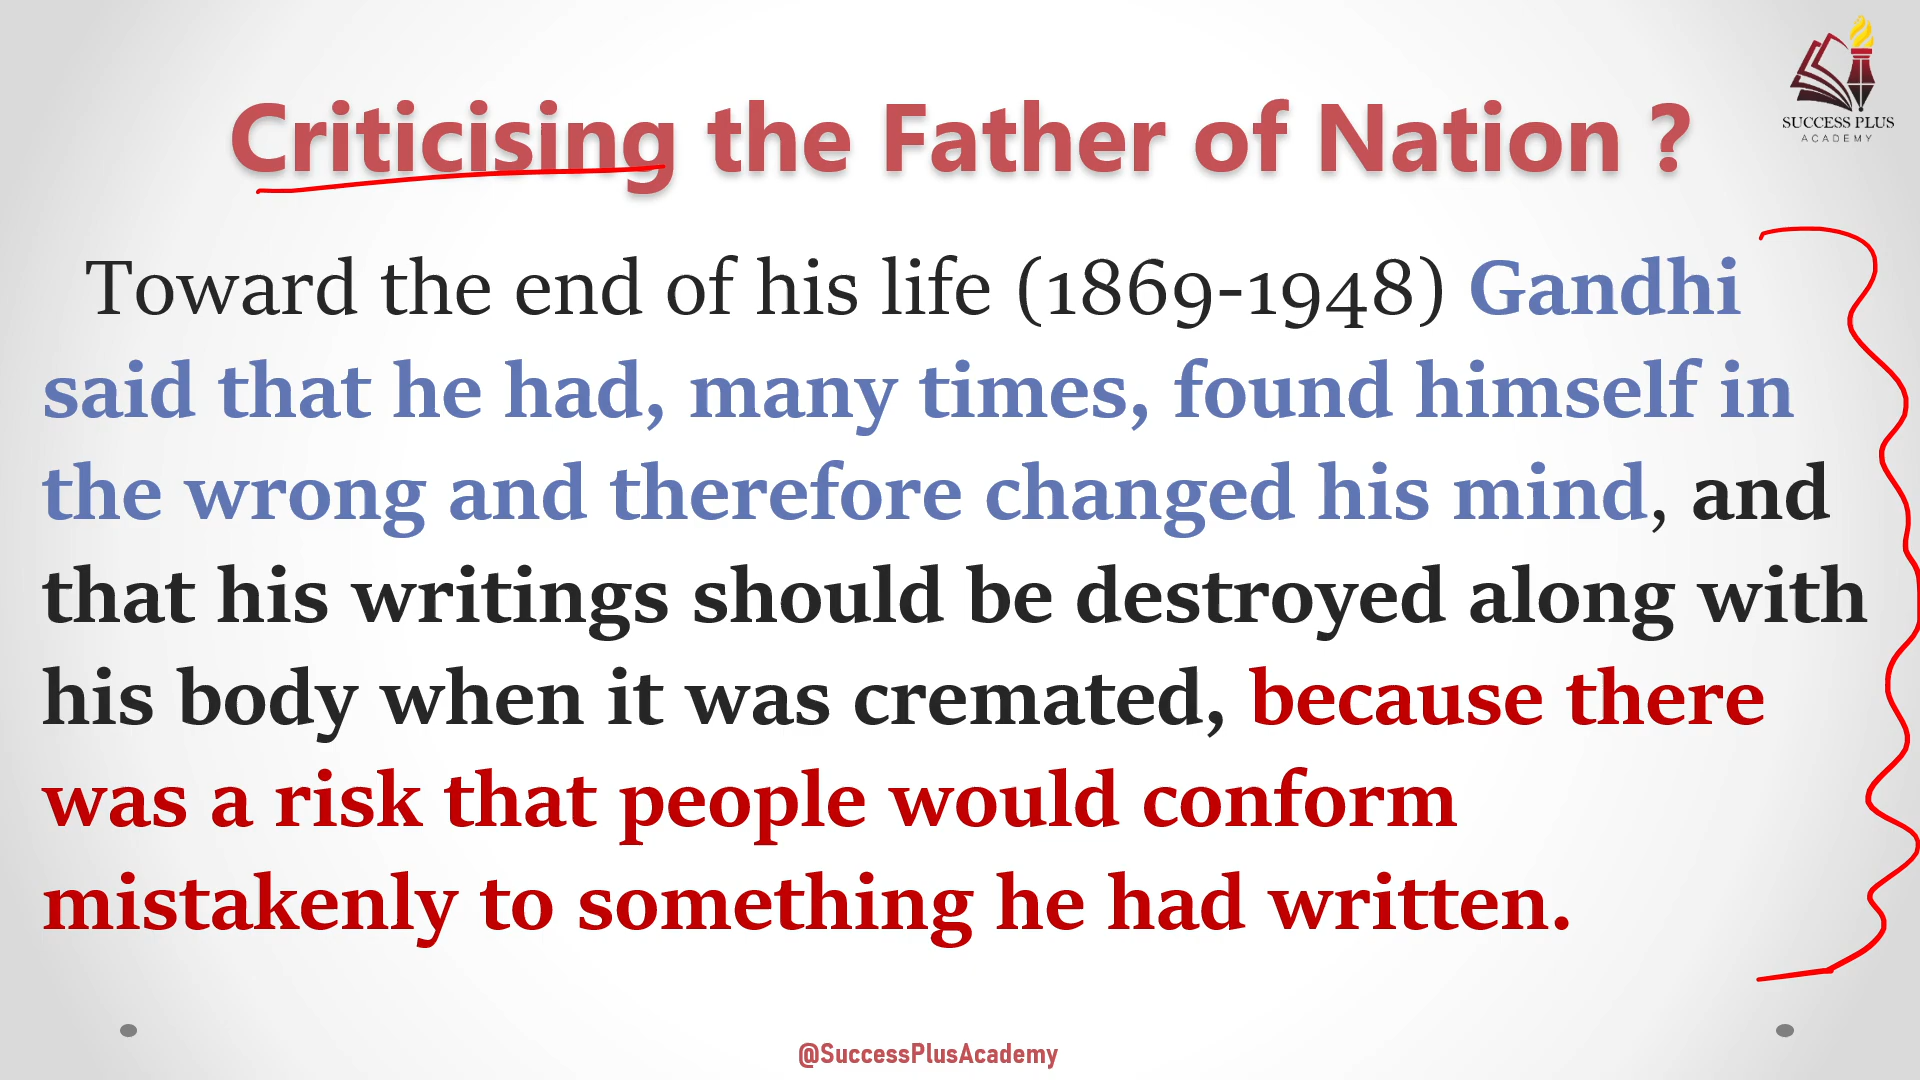 SUCCESS PLUS
ACADEMY
Criticising the Father of Nation ?
Toward the end of his life (1869-1948) Gandhi
said that he had, many times, found himself in
the wrong and therefore changed his mind, and
that his writings should be destroyed along with
his body when it was cremated, because there
was a risk that people would conform
mistakenly to something he had written.
@SuccessPlusAcademy